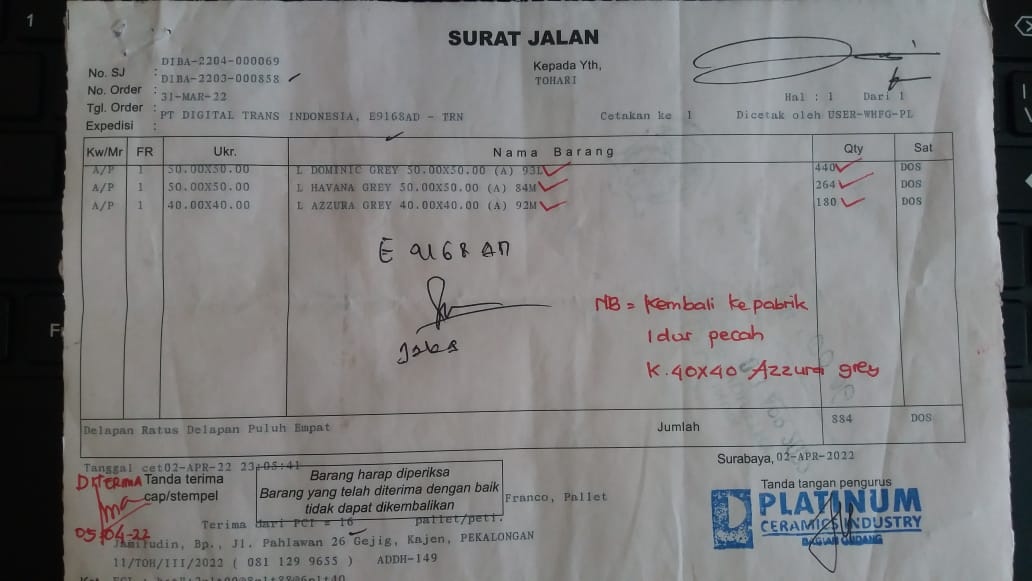 SURAT JALAN
No. SJ : DIBA-2204-000069
No. Order : DIBA-2203-000858
Tgl. Order : 31-MAR-22
Expedisi : PT DIGITAL TRANS INDONESIA, E9168AD - TRN
Kepada Yth,
TOHARI
Hal : 1 Dari 1
Cetakan ke 1 Dicetak oleh USER-WHFG-PL
Kw/Mr FR Ukr. Nama Barang Qty Sat
A/P 1 50.00X50.00 L DOMINIC GREY 50.00X50.00 (A) 93L 440 DOS
A/P 1 50.00X50.00 L HAVANA GREY 50.00X50.00 (A) 84M 264 DOS
A/P 1 40.00X40.00 L AZZURA GREY 40.00X40.00 (A) 92M 180 DOS
E 9168 AD
NB = Kembali ke pabrik
1 dus pecah
K. 40x40 Azzura grey
Delapan Ratus Delapan Puluh Empat Jumlah 884 DOS
Surabaya, 02-APR-2022
Tanggal cet02-APR-22 23:05:41
DITERIMA
05-04-22
Tanda terima
cap/stempel
Barang harap diperiksa
Barang yang telah diterima dengan baik
tidak dapat dikembalikan
Franco, Pallet
Tanda tangan pengurus
PLATINUM
CERAMICS INDUSTRY
BAGIAN GUDANG
Terima dari PCI = 16 pallet/peti.
Jamiludin, Bp., Jl. Pahlawan 26 Gejig, Kajen, PEKALONGAN
11/TOH/III/2022 ( 081 129 9655 ) ADDH-149